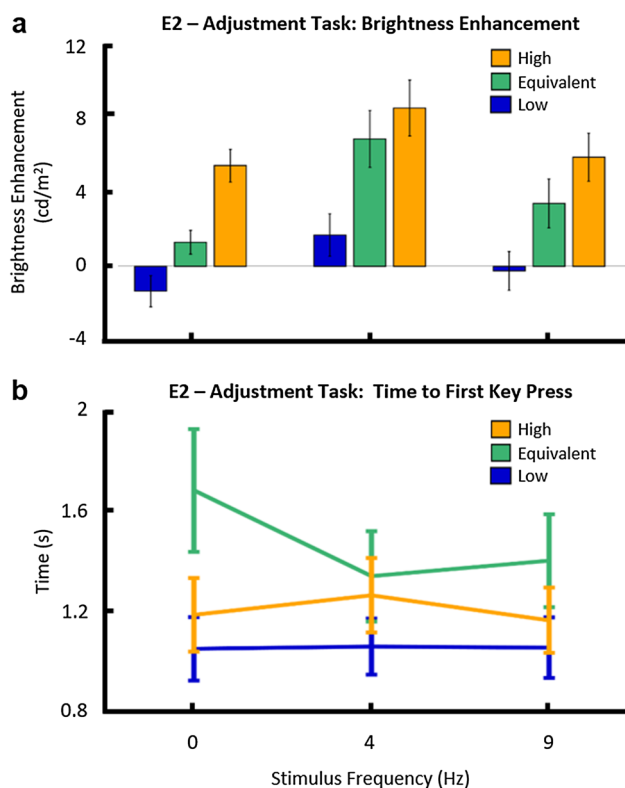 a
E2 – Adjustment Task: Brightness Enhancement
12
8
4
0
-4
Brightness Enhancement
(cd/m²)
High
Equivalent
Low
b
E2 – Adjustment Task:  Time to First Key Press
2
1.6
1.2
0.8
Time (s)
High
Equivalent
Low
0 4 9
Stimulus Frequency (Hz)